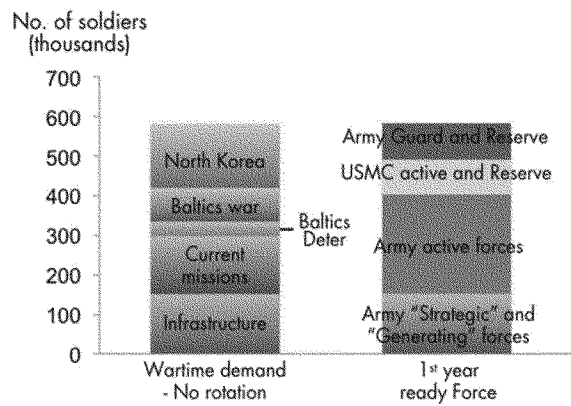 No. of soldiers
(thousands)
700
600
500
400
300
200
100
0
North Korea
Baltics war
Baltics
Deter
Current
missions
Infrastructure
Army Guard and Reserve
USMC active and Reserve
Army active forces
Army "Strategic" and
"Generating" forces
Wartime demand
- No rotation
1st year
ready Force